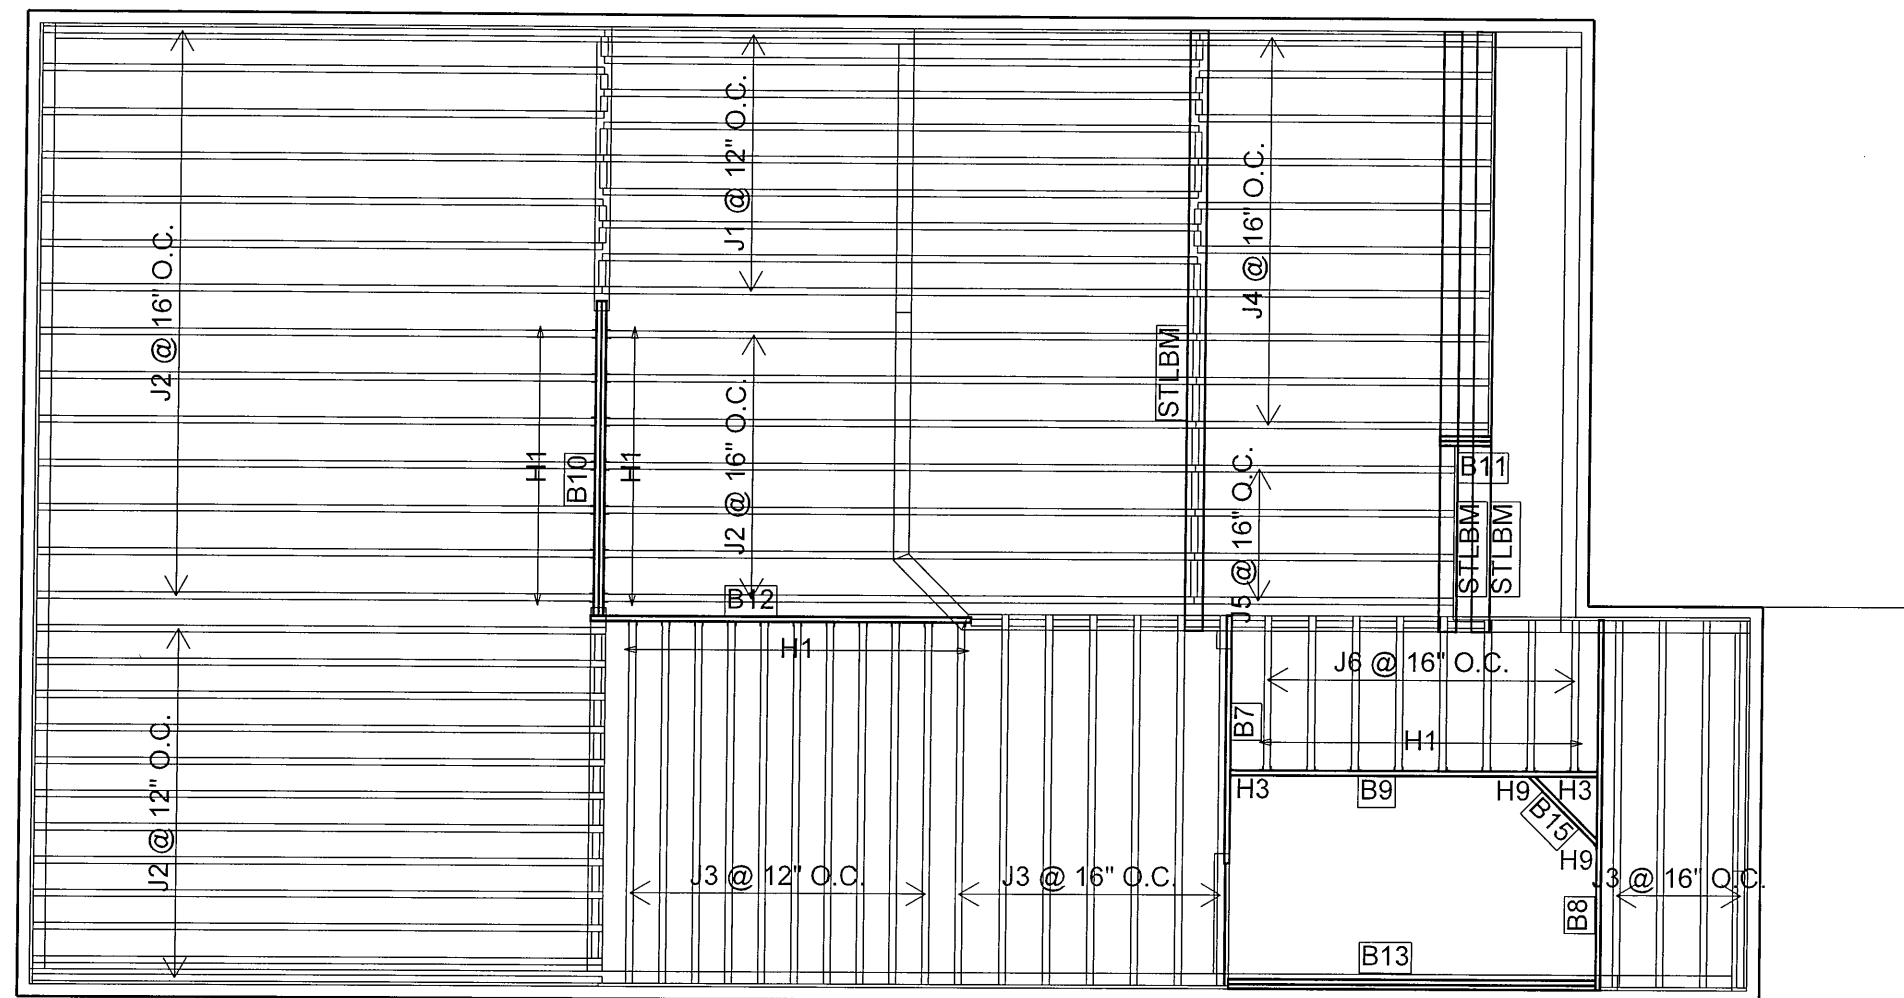 J2 @ 16" O.C.
J1 @ 12" O.C.
J4 @ 16" O.C.
STLBM
H1
B10
H1
J2 @ 16" O.C.
J5 @ 16" O.C.
B11
STLBM
STLBM
B12
H1
J6 @ 16" O.C.
B7
H1
H3
B9
H9
H3
B15
H9
J2 @ 12" O.C.
J3 @ 12" O.C.
J3 @ 16" O.C.
J3 @ 16" O.C.
B8
B13